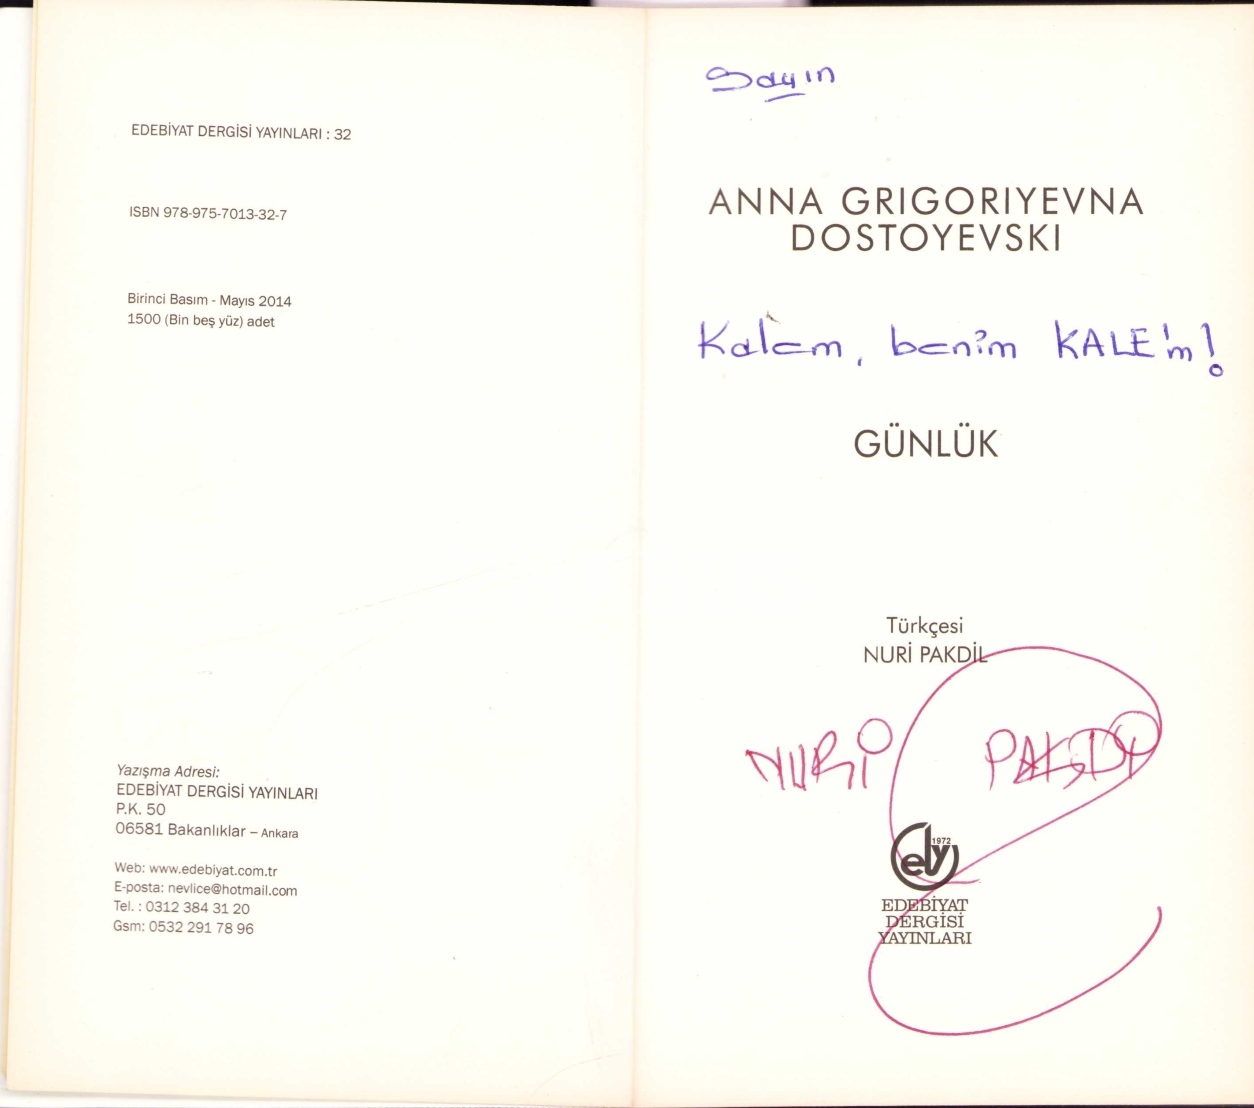 EDEBİYAT DERGİSİ YAYINLARI : 32
ISBN 978-975-7013-32-7
Birinci Basım - Mayıs 2014
1500 (Bin beş yüz) adet
Yazışma Adresi:
EDEBİYAT DERGİSİ YAYINLARI
P.K. 50
06581 Bakanlıklar – Ankara
Web: www.edebiyat.com.tr
E-posta: nevlice@hotmail.com
Tel. : 0312 384 31 20
Gsm: 0532 291 78 96
Sayın
ANNA GRIGORIYEVNA
DOSTOYEVSKI
Kalem, benim KALE'm!
GÜNLÜK
Türkçesi
NURİ PAKDİL
NURİ PAKDİL
edy 1972
EDEBİYAT
DERGİSİ
YAYINLARI